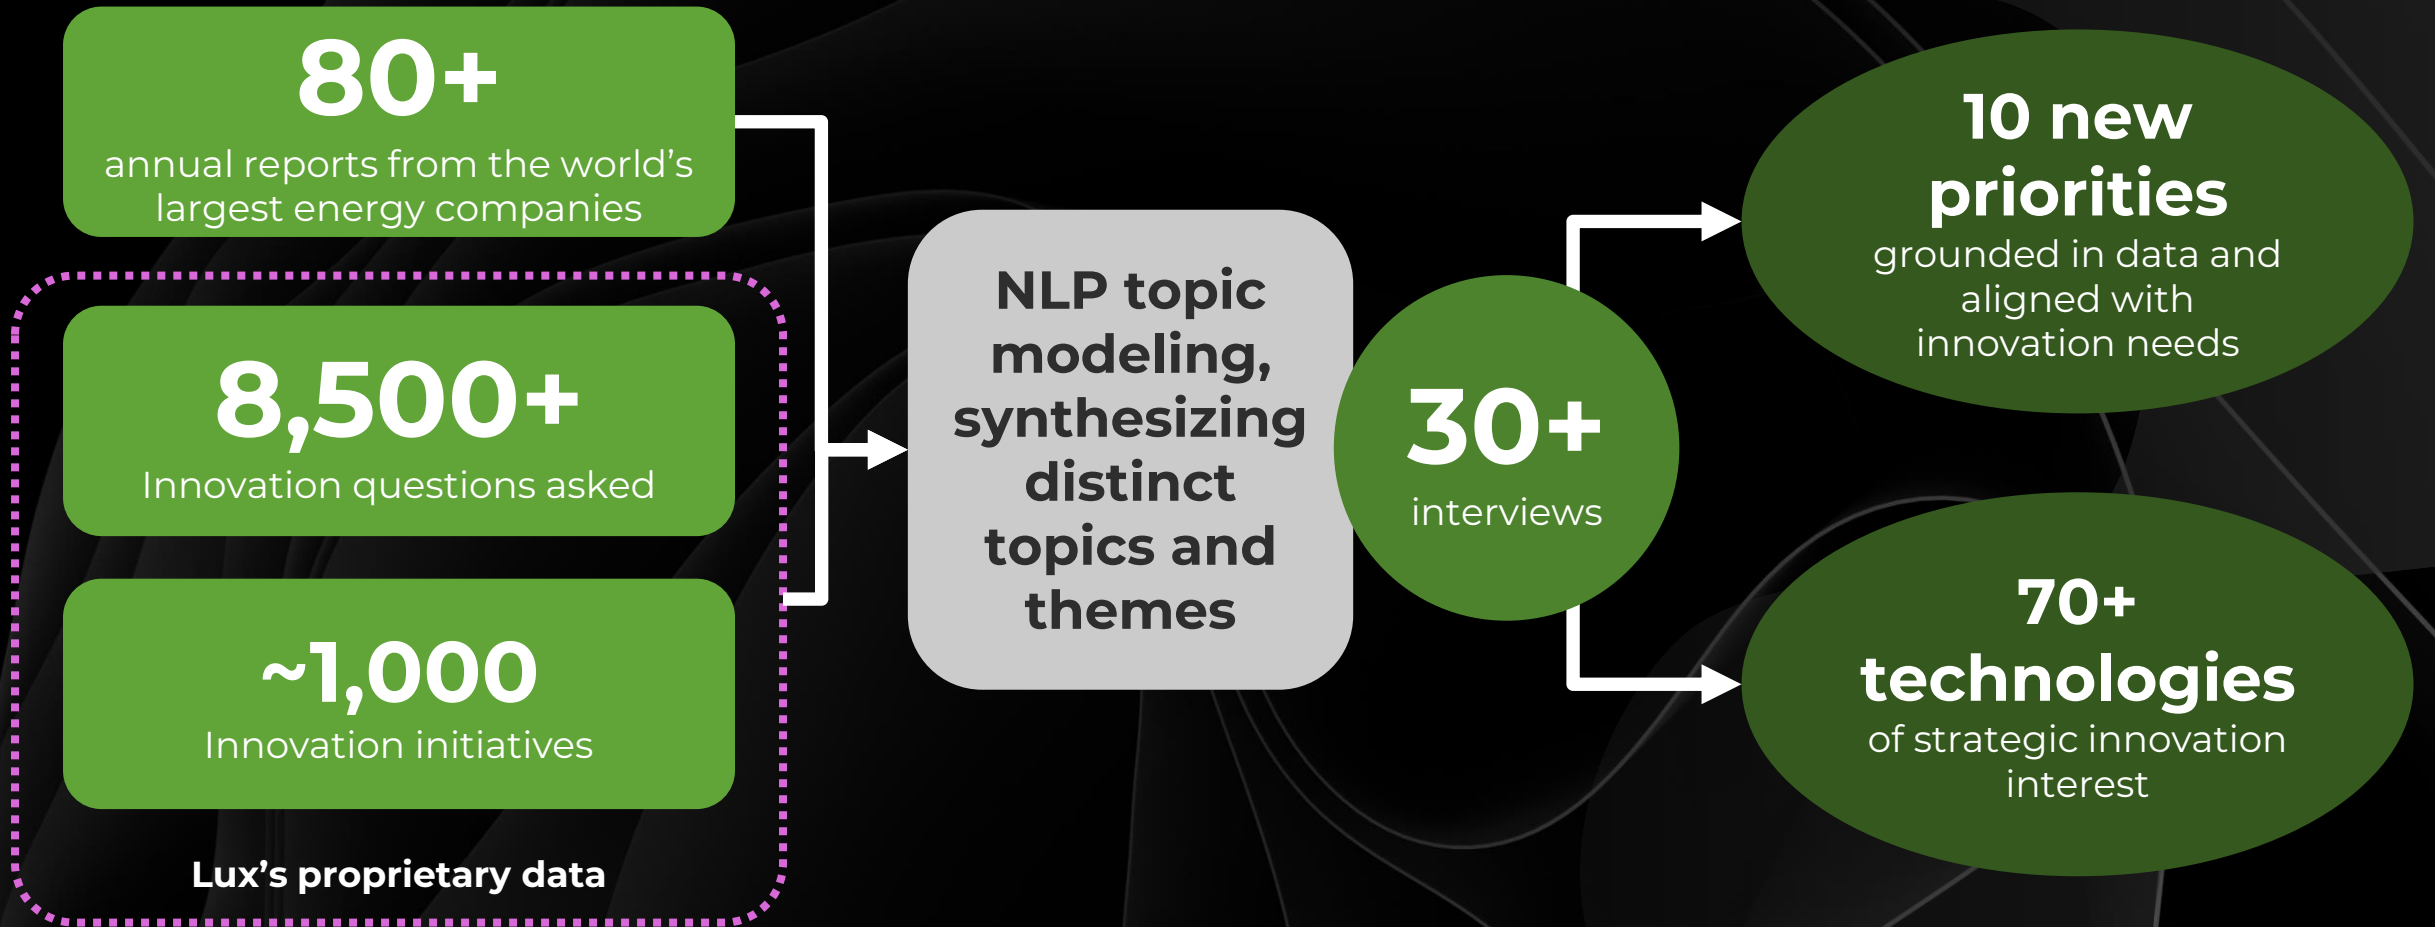 80+
annual reports from the world’s
largest energy companies
8,500+
Innovation questions asked
~1,000
Innovation initiatives
Lux’s proprietary data
NLP topic
modeling,
synthesizing
distinct
topics and
themes
30+
interviews
10 new
priorities
grounded in data and
aligned with
innovation needs
70+
technologies
of strategic innovation
interest